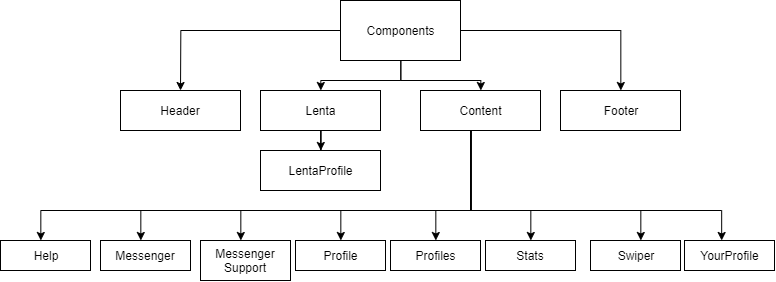 Components
Header
Lenta
Content
Footer
LentaProfile
Help
Messenger
Messenger
Support
Profile
Profiles
Stats
Swiper
YourProfile